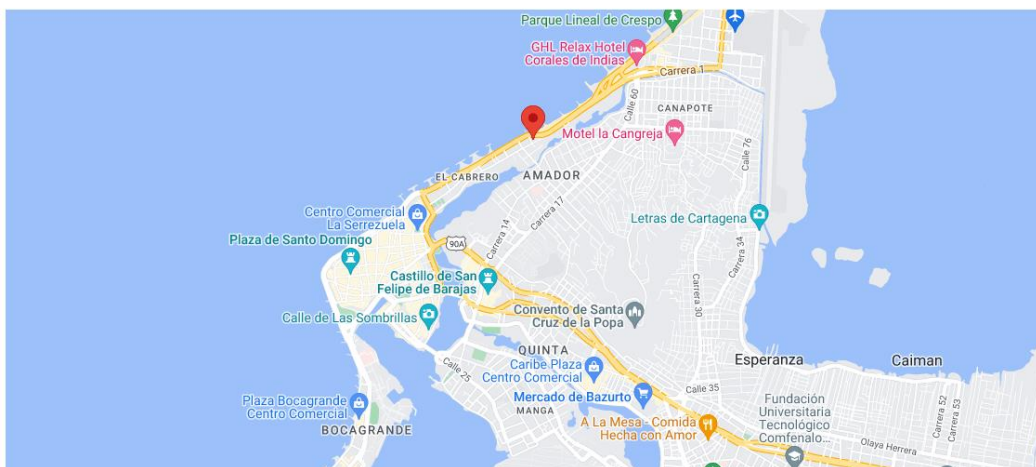 Parque Lineal de Crespo
GHL Relax Hotel
Corales de Indias
Carrera 1
Calle 60
CANAPOTE
Motel la Cangreja
Calle 76
EL CABRERO
AMADOR
Carrera 17
Centro Comercial
La Serrezuela
Letras de Cartagena
Plaza de Santo Domingo
90A
Carrera 14
Carrera 34
Castillo de San
Felipe de Barajas
Carrera 30
Calle de Las Sombrillas
Convento de Santa
Cruz de la Popa
QUINTA
Esperanza
Caiman
Caribe Plaza
Centro Comercial
Calle 25
Calle 35
Plaza Bocagrande
Centro Comercial
MANGA
Mercado de Bazurto
Fundación
Universitaria
Tecnológico
Comfenalo...
Carrera 52
Carrera 53
A La Mesa - Comida
Hecha con Amor
BOCAGRANDE
Olaya Herrera